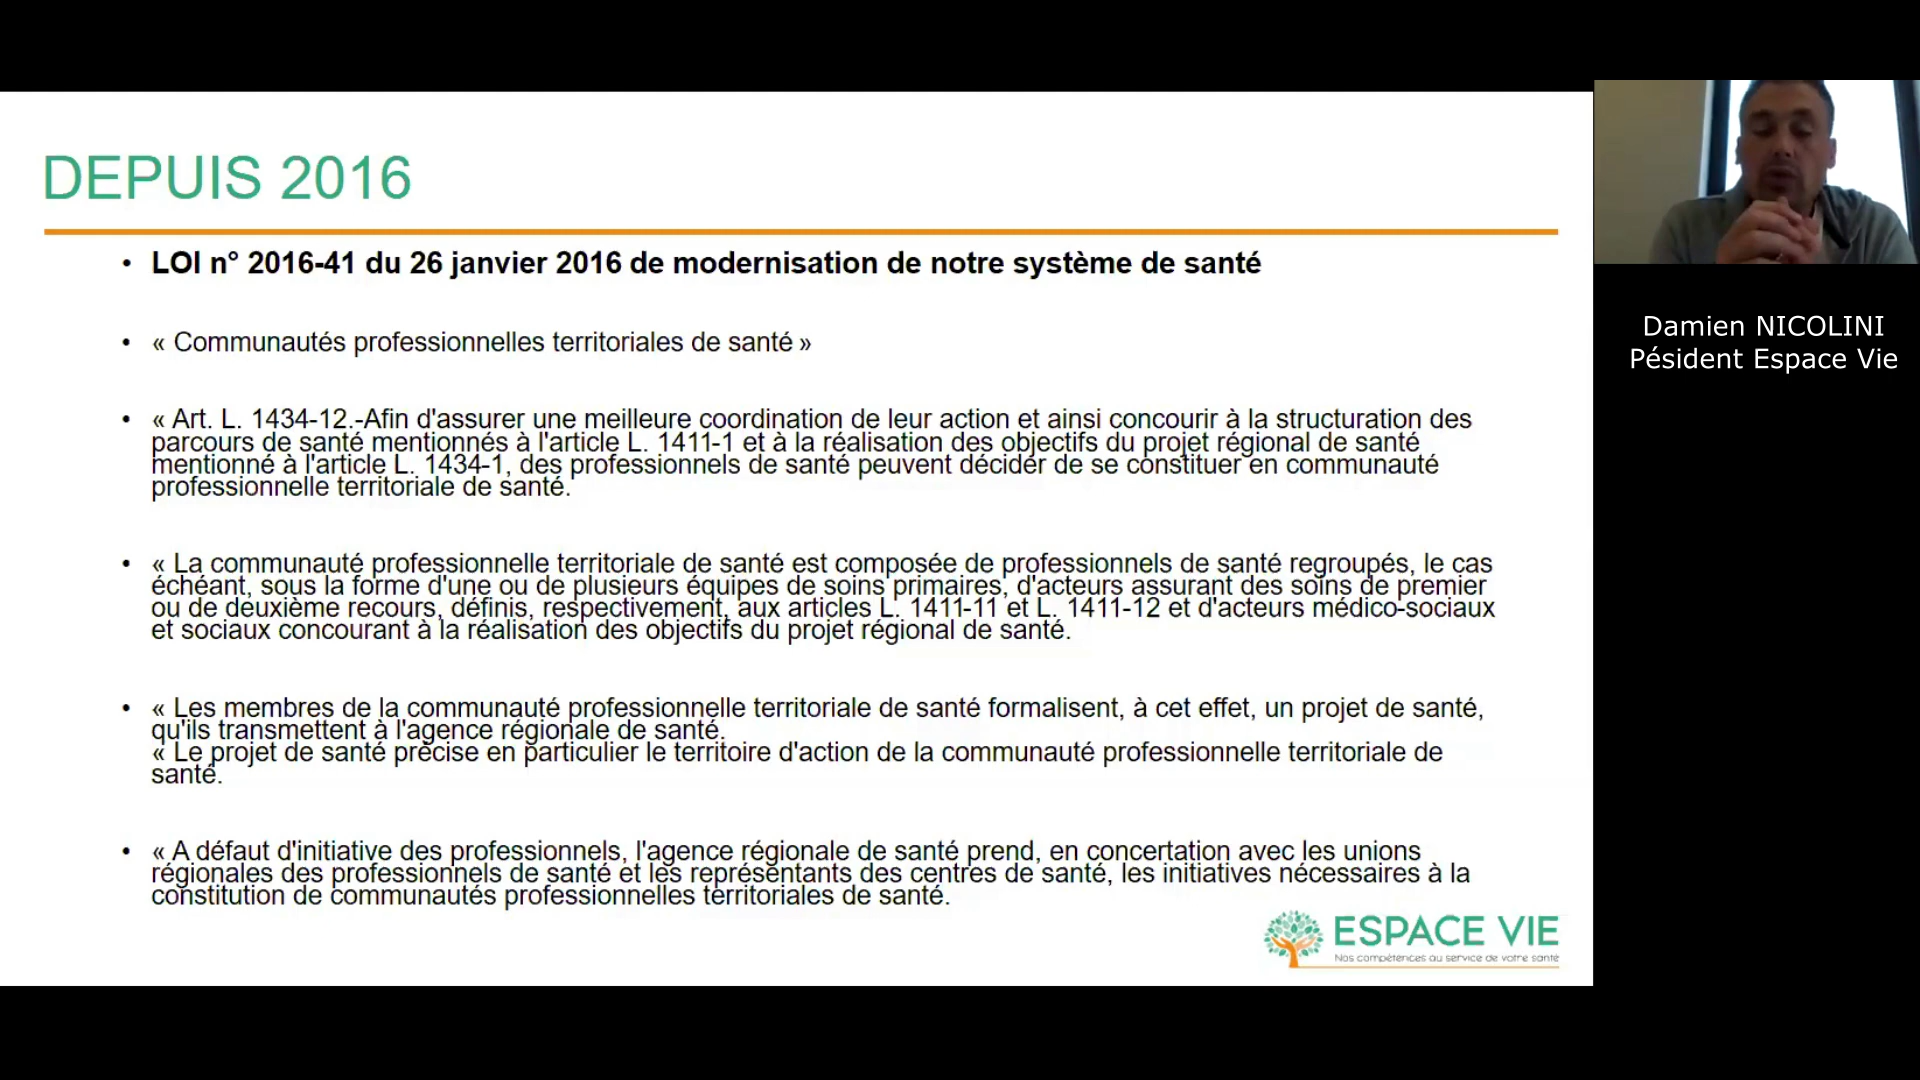 DEPUIS 2016
• LOI n° 2016-41 du 26 janvier 2016 de modernisation de notre système de santé
• « Communautés professionnelles territoriales de santé »
• « Art. L. 1434-12.-Afin d'assurer une meilleure coordination de leur action et ainsi concourir à la structuration des
parcours de santé mentionnés à l'article L. 1411-1 et à la réalisation des objectifs du projet régional de santé
mentionné à l'article L. 1434-1, des professionnels de santé peuvent décider de se constituer en communauté
professionnelle territoriale de santé.
• « La communauté professionnelle territoriale de santé est composée de professionnels de santé regroupés, le cas
échéant, sous la forme d'une ou de plusieurs équipes de soins primaires, d'acteurs assurant des soins de premier
ou de deuxième recours, définis, respectivement, aux articles L. 1411-11 et L. 1411-12 et d'acteurs médico-sociaux
et sociaux concourant à la réalisation des objectifs du projet régional de santé.
• « Les membres de la communauté professionnelle territoriale de santé formalisent, à cet effet, un projet de santé,
qu'ils transmettent à l'agence régionale de santé.
« Le projet de santé précise en particulier le territoire d'action de la communauté professionnelle territoriale de
santé.
• « A défaut d'initiative des professionnels, l'agence régionale de santé prend, en concertation avec les unions
régionales des professionnels de santé et les représentants des centres de santé, les initiatives nécessaires à la
constitution de communautés professionnelles territoriales de santé.
ESPACE VIE
Nos compétences au service de votre santé
Damien NICOLINI
Pésident Espace Vie